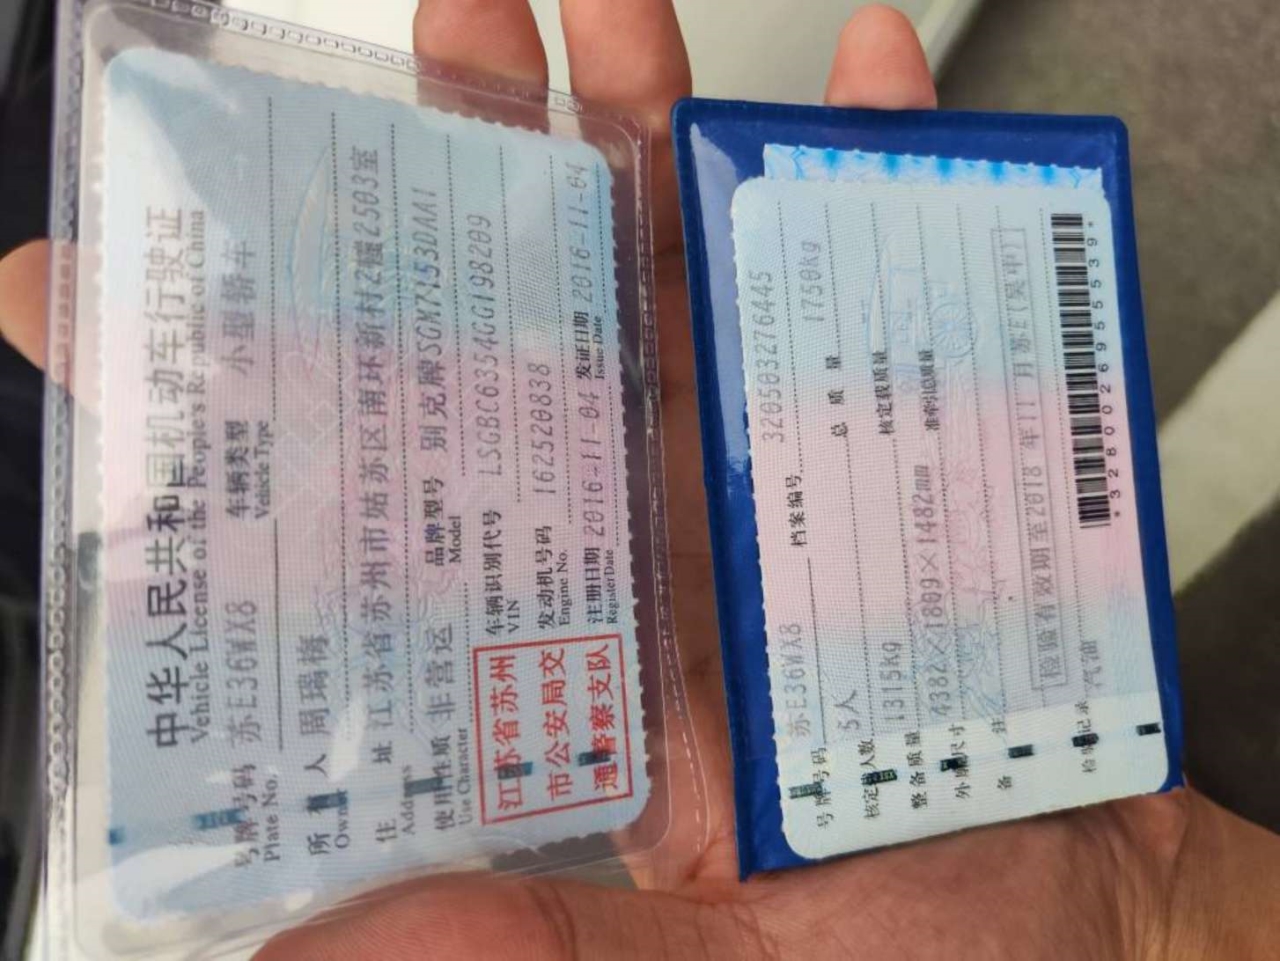 中华人民共和国机动车行驶证
Vehicle License of the People's Republic of China
号牌号码 苏E36WX8 车辆类型 小型轿车
Plate No. Vehicle Type
所有人 周瑞梅
Owner
住址 江苏省苏州市姑苏区南环新村2幢2503室
Address
使用性质 非营运 品牌型号 别克牌SGM7153DAA1
Use Character Model
车辆识别代号 LSGBC6354GG198209
VIN
发动机号码 162520838
Engine No.
注册日期 2016-11-04 发证日期 2016-11-04
Register Date Issue Date
江苏省苏州
市公安局交
通警察支队
号牌号码 苏E36WX8 档案编号 320503276445
核定载人数 5人 总质量 1750kg
整备质量 1315kg 核定载质量
外廓尺寸 4382×1809×1482mm 准牵引总质量
备注
检验有效期至2018年11月苏E(吴中)
检验记录 汽油
*3280026955539*